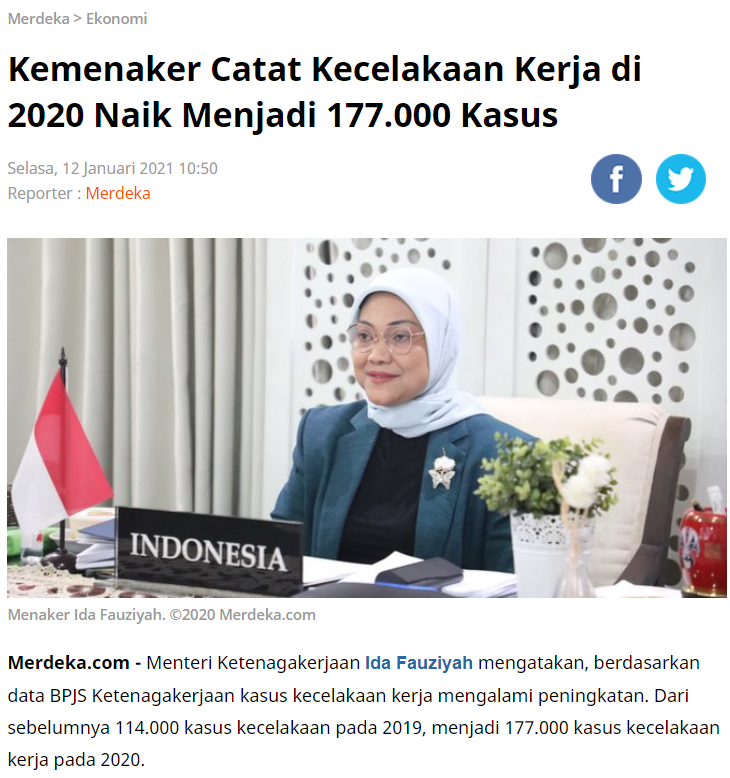 Merdeka > Ekonomi
Kemenaker Catat Kecelakaan Kerja di
2020 Naik Menjadi 177.000 Kasus
Selasa, 12 Januari 2021 10:50
Reporter : Merdeka
INDONESIA
Menaker Ida Fauziyah. ©2020 Merdeka.com
Merdeka.com - Menteri Ketenagakerjaan Ida Fauziyah mengatakan, berdasarkan
data BPJS Ketenagakerjaan kasus kecelakaan kerja mengalami peningkatan. Dari
sebelumnya 114.000 kasus kecelakaan pada 2019, menjadi 177.000 kasus kecelakaan
kerja pada 2020.